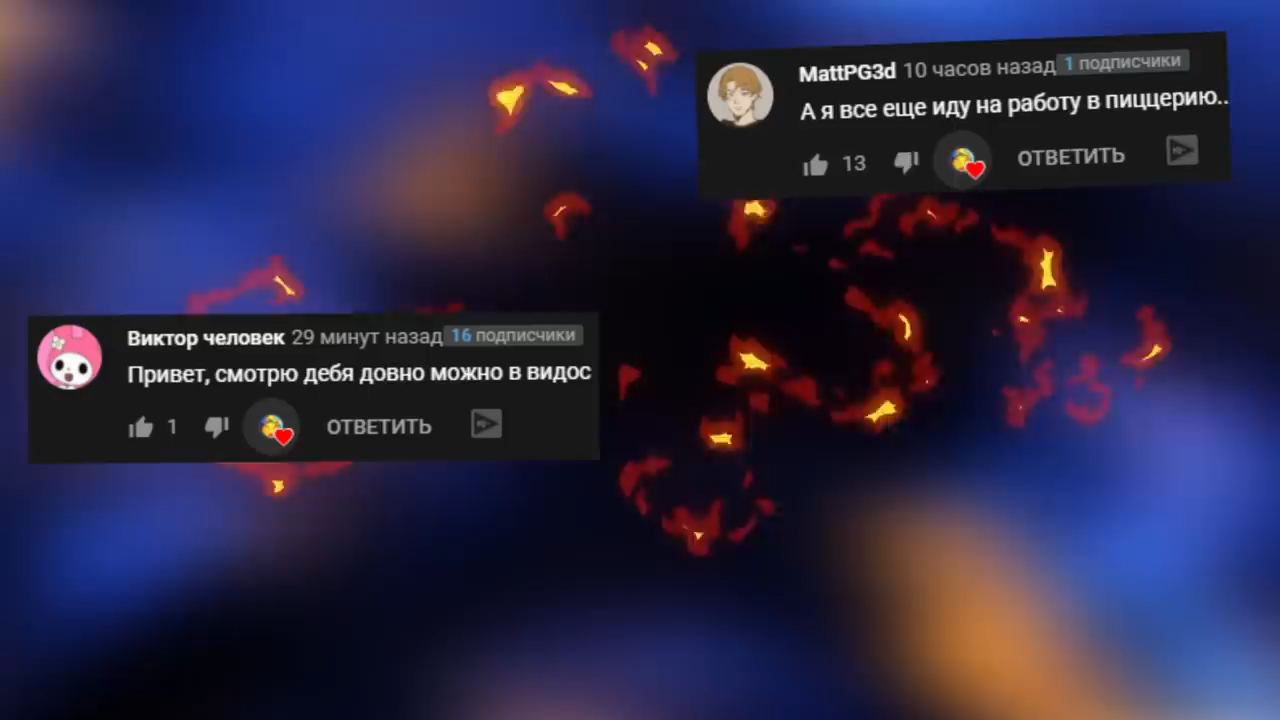 MattPG3d 10 часов назад 1 подписчики
А я все еще иду на работу в пиццерию..
13 ОТВЕТИТЬ
Виктор человек 29 минут назад 16 подписчики
Привет, смотрю дебя довно можно в видос
1 ОТВЕТИТЬ